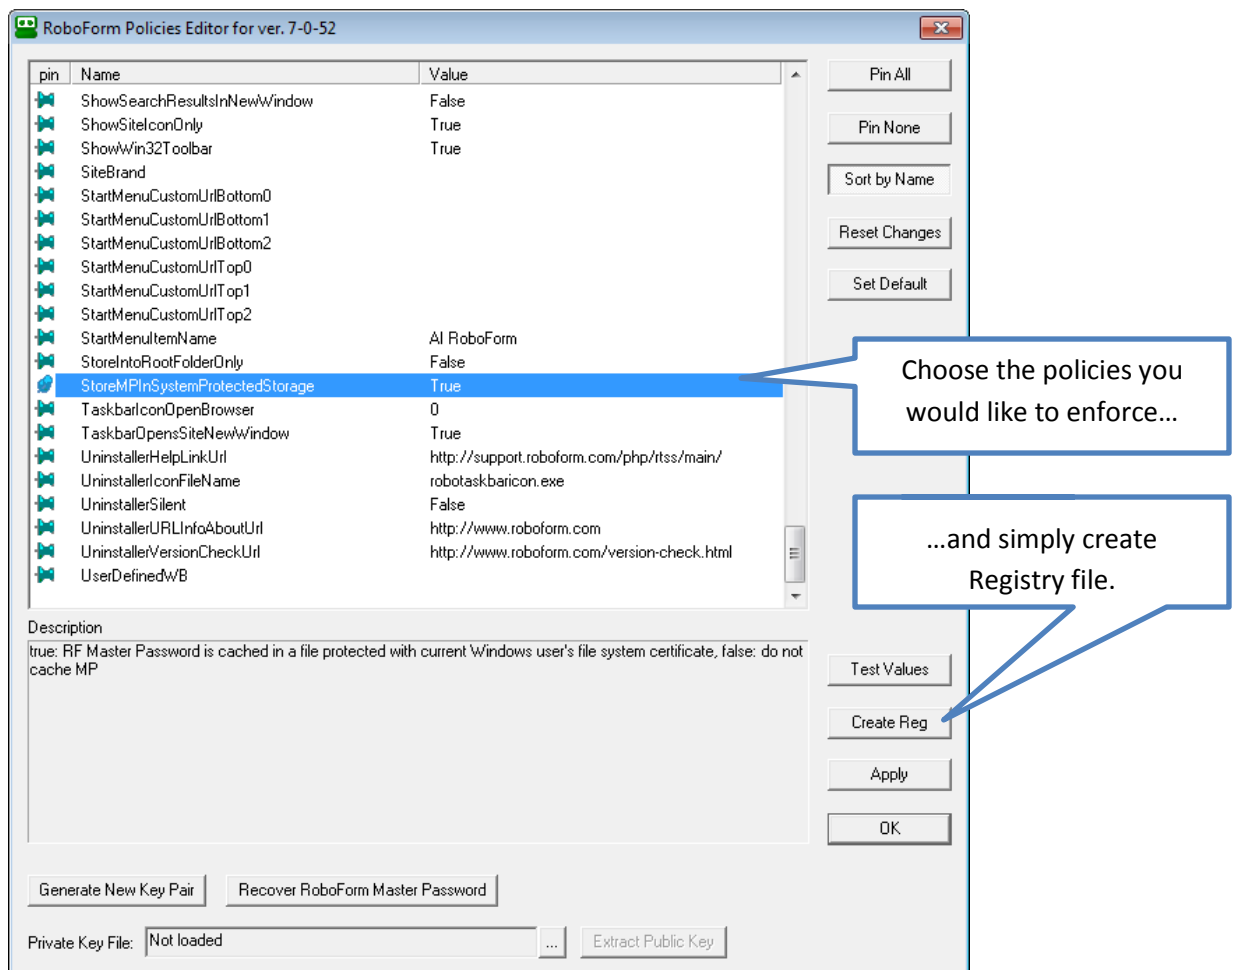 RoboForm Policies Editor for ver. 7-0-52
pin Name Value
ShowSearchResultsInNewWindow False
ShowSiteIconOnly True
ShowWin32Toolbar True
SiteBrand
StartMenuCustomUrlBottom0
StartMenuCustomUrlBottom1
StartMenuCustomUrlBottom2
StartMenuCustomUrlTop0
StartMenuCustomUrlTop1
StartMenuCustomUrlTop2
StartMenuItemName AI RoboForm
StoreIntoRootFolderOnly False
StoreMPInSystemProtectedStorage True
TaskbarIconOpenBrowser 0
TaskbarOpensSiteNewWindow True
UninstallerHelpLinkUrl http://support.roboform.com/php/rtss/main/
UninstallerIconFileName robotaskbaricon.exe
UninstallerSilent False
UninstallerURLInfoAboutUrl http://www.roboform.com
UninstallerVersionCheckUrl http://www.roboform.com/version-check.html
UserDefinedWB
Pin All
Pin None
Sort by Name
Reset Changes
Set Default
Choose the policies you
would like to enforce…
…and simply create
Registry file.
Description
true: RF Master Password is cached in a file protected with current Windows user's file system certificate, false: do not
cache MP
Test Values
Create Reg
Apply
OK
Generate New Key Pair Recover RoboForm Master Password
Private Key File: Not loaded ... Extract Public Key